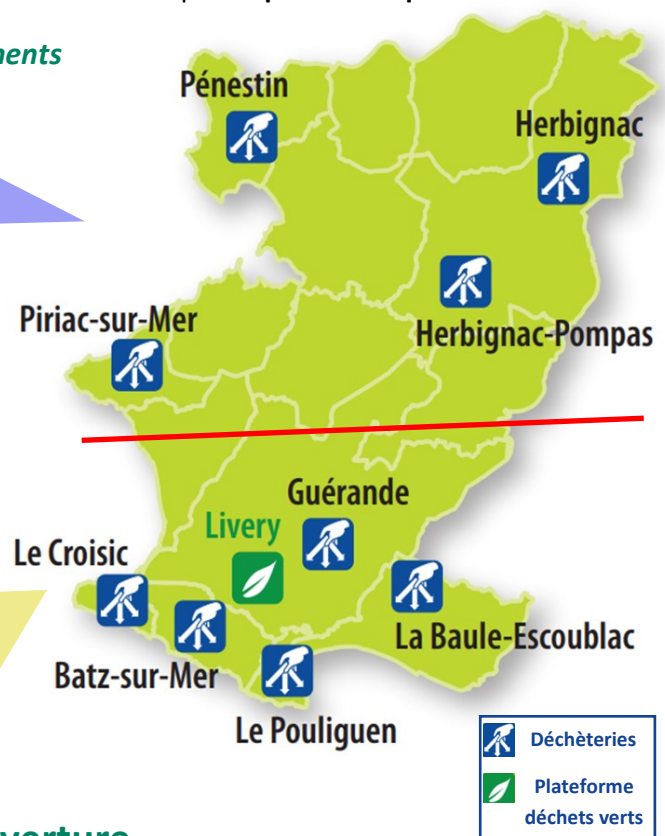 ments
Pénestin
Herbignac
Piriac-sur-Mer
Herbignac-Pompas
Guérande
Livery
Le Croisic
La Baule-Escoublac
Batz-sur-Mer
Le Pouliguen
Déchèteries
Plateforme
déchets verts
verture